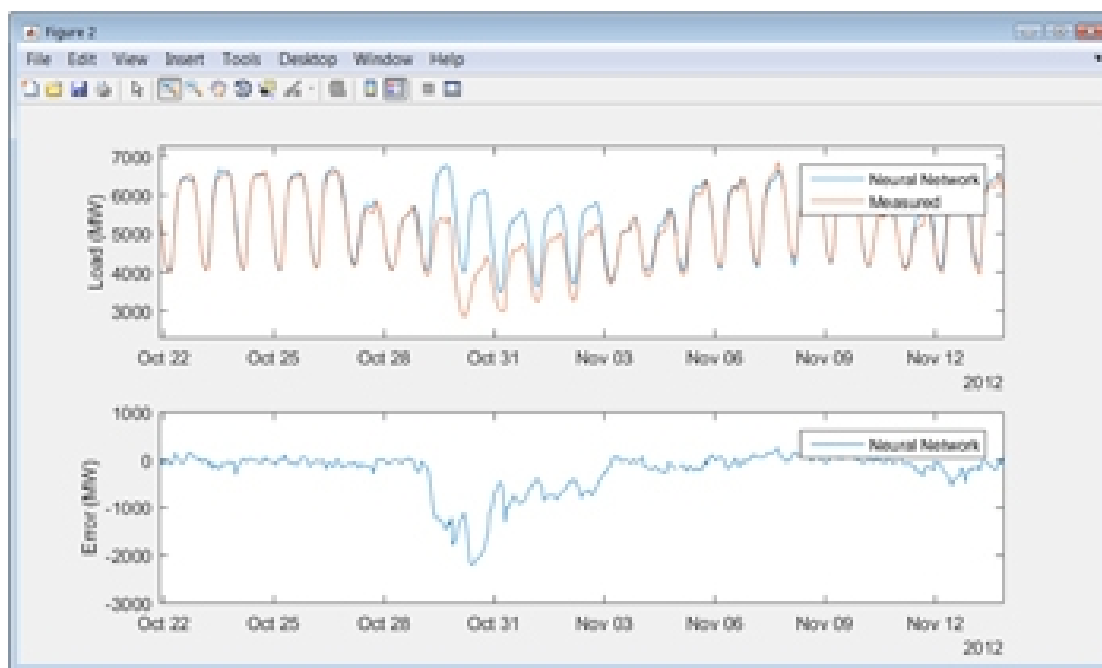 Figure 2
File Edit View Insert Tools Desktop Window Help
7000
6000
5000
4000
3000
Load (MW)
Neural Network
Measured
Oct 22 Oct 25 Oct 28 Oct 31 Nov 03 Nov 06 Nov 09 Nov 12
2012
1000
0
-1000
-2000
-3000
Error (MW)
Neural Network
Oct 22 Oct 25 Oct 28 Oct 31 Nov 03 Nov 06 Nov 09 Nov 12
2012